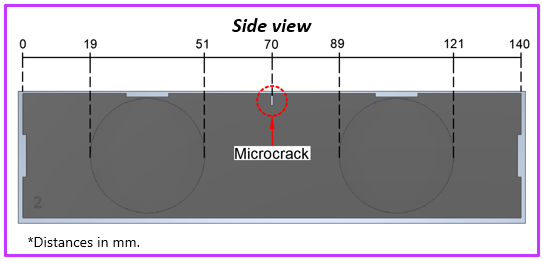 Side view
0 19 51 70 89 121 140
Microcrack
2
*Distances in mm.